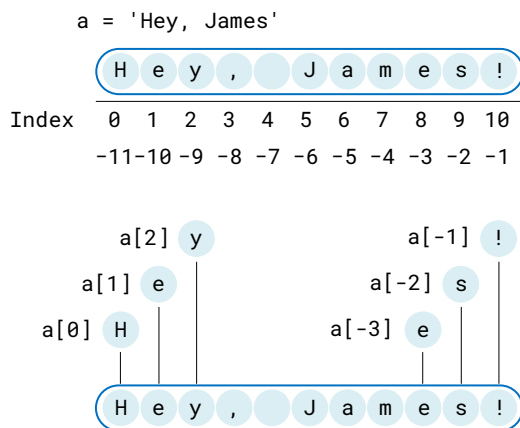 a = 'Hey, James'
H e y , J a m e s !
Index 0 1 2 3 4 5 6 7 8 9 10
-11 -10 -9 -8 -7 -6 -5 -4 -3 -2 -1
a[2] y a[-1] !
a[1] e a[-2] s
a[0] H a[-3] e
H e y , J a m e s !